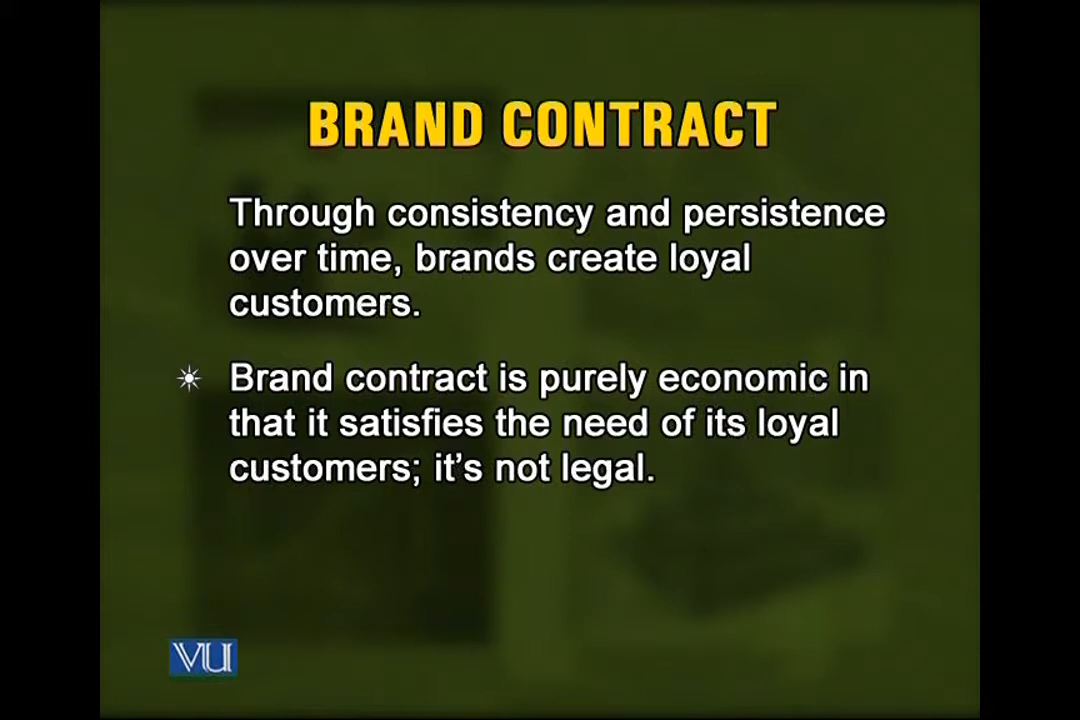 BRAND CONTRACT
Through consistency and persistence
over time, brands create loyal
customers.
Brand contract is purely economic in
that it satisfies the need of its loyal
customers; it's not legal.
VU